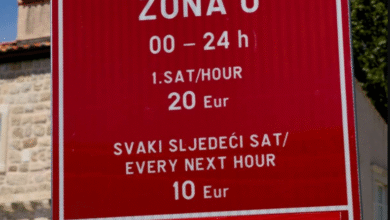 ZONA 0
00 – 24 h
1.SAT/HOUR
20 Eur
SVAKI SLJEDEĆI SAT/
EVERY NEXT HOUR
10 Eur